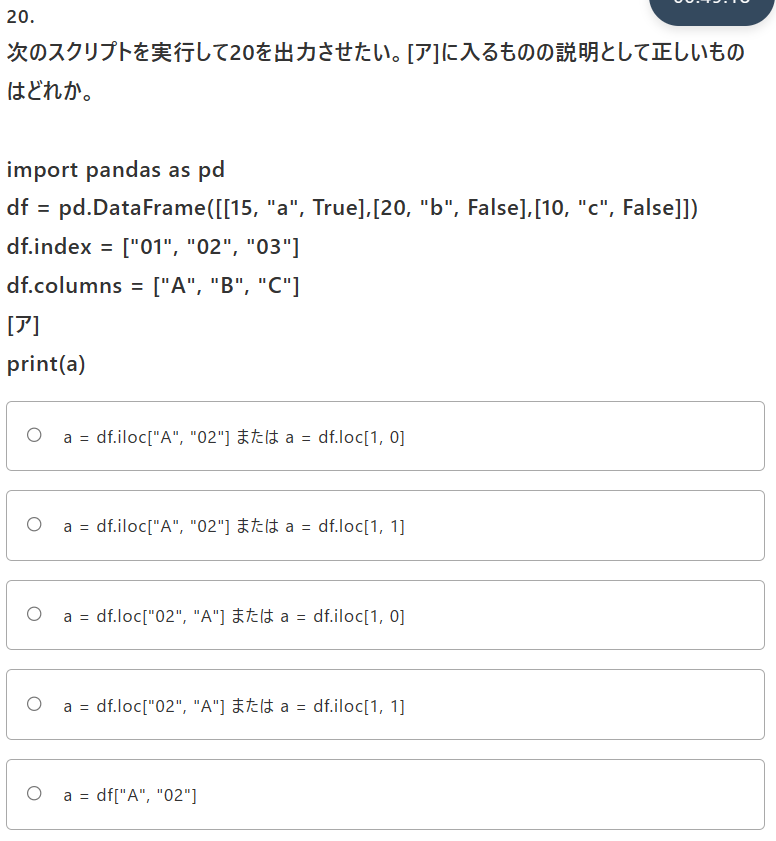 20.
次のスクリプトを実行して20を出力させたい。[ア]に入るものの説明として正しいもの
はどれか。
import pandas as pd
df = pd.DataFrame([[15, "a", True],[20, "b", False],[10, "c", False]])
df.index = ["01", "02", "03"]
df.columns = ["A", "B", "C"]
[ア]
print(a)
a = df.iloc["A", "02"] または a = df.loc[1, 0]
a = df.iloc["A", "02"] または a = df.loc[1, 1]
a = df.loc["02", "A"] または a = df.iloc[1, 0]
a = df.loc["02", "A"] または a = df.iloc[1, 1]
a = df["A", "02"]